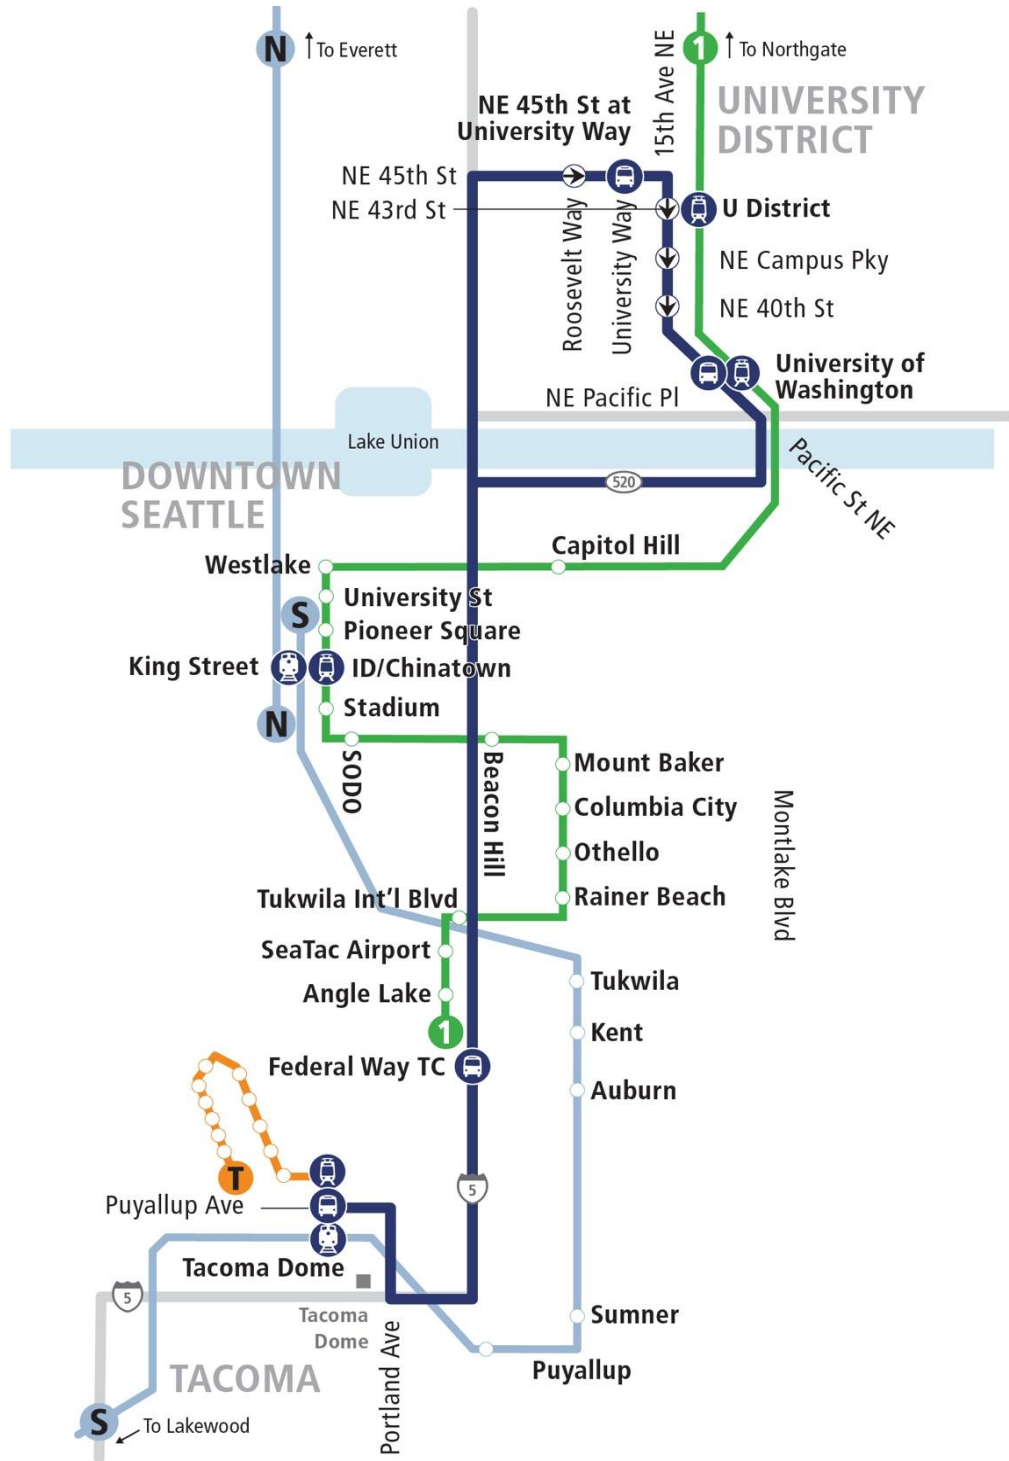 N
To Everett
1
To Northgate
15th Ave NE
UNIVERSITY
DISTRICT
NE 45th St at
University Way
NE 45th St
NE 43rd St
U District
Roosevelt Way
University Way
NE Campus Pky
NE 40th St
University of
Washington
NE Pacific Pl
Lake Union
Pacific St NE
DOWNTOWN
SEATTLE
520
Capitol Hill
Westlake
University St
S
Pioneer Square
King Street
ID/Chinatown
Stadium
N
SODO
Beacon Hill
Mount Baker
Columbia City
Othello
Rainer Beach
Montlake Blvd
Tukwila Int'l Blvd
SeaTac Airport
Angle Lake
1
Tukwila
Kent
Federal Way TC
Auburn
T
5
Puyallup Ave
Tacoma Dome
5
Tacoma
Dome
Sumner
Portland Ave
Puyallup
TACOMA
S
To Lakewood